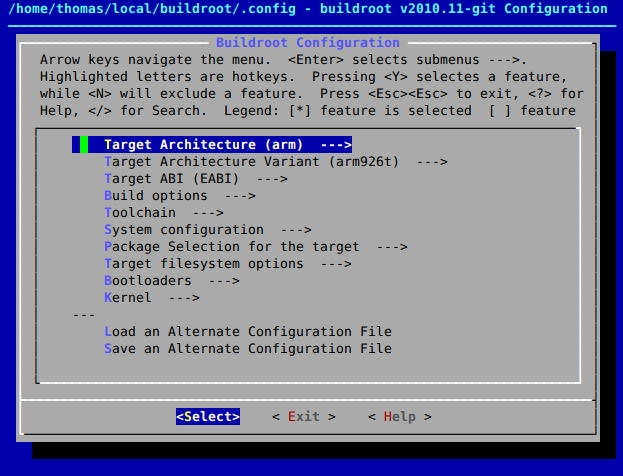 /home/thomas/local/buildroot/.config - buildroot v2010.11-git Configuration
Buildroot Configuration
Arrow keys navigate the menu.  <Enter> selects submenus --->.
Highlighted letters are hotkeys.  Pressing <Y> selectes a feature,
while <N> will exclude a feature.  Press <Esc><Esc> to exit, <?> for
Help, </> for Search.  Legend: [*] feature is selected  [ ] feature
Target Architecture (arm)  --->
Target Architecture Variant (arm926t)  --->
Target ABI (EABI)  --->
Build options  --->
Toolchain  --->
System configuration  --->
Package Selection for the target  --->
Target filesystem options  --->
Bootloaders  --->
Kernel  --->
---
Load an Alternate Configuration File
Save an Alternate Configuration File
<Select>    < Exit >    < Help >